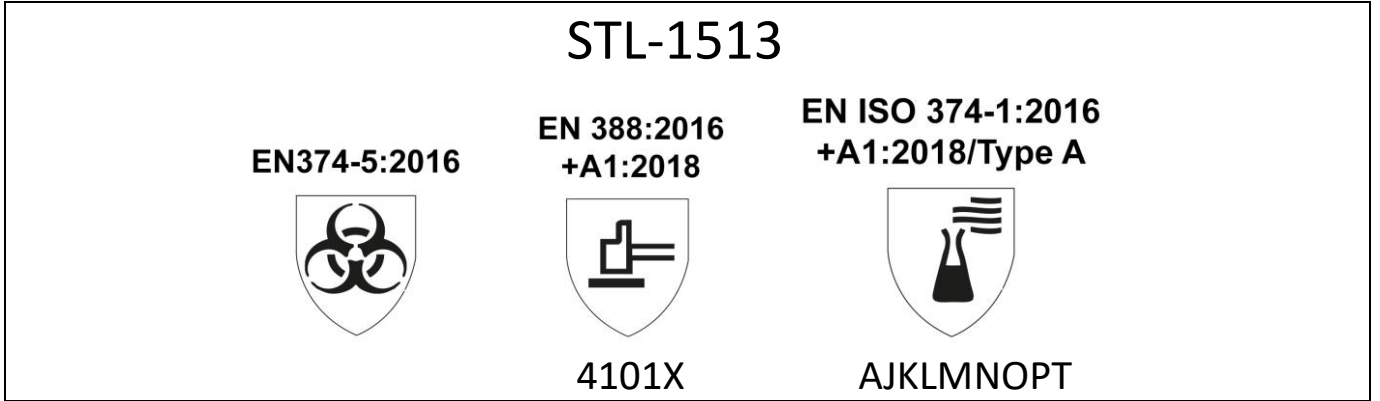 STL-1513
EN374-5:2016
EN 388:2016
+A1:2018
EN ISO 374-1:2016
+A1:2018/Type A
4101X
AJKLMNOPT